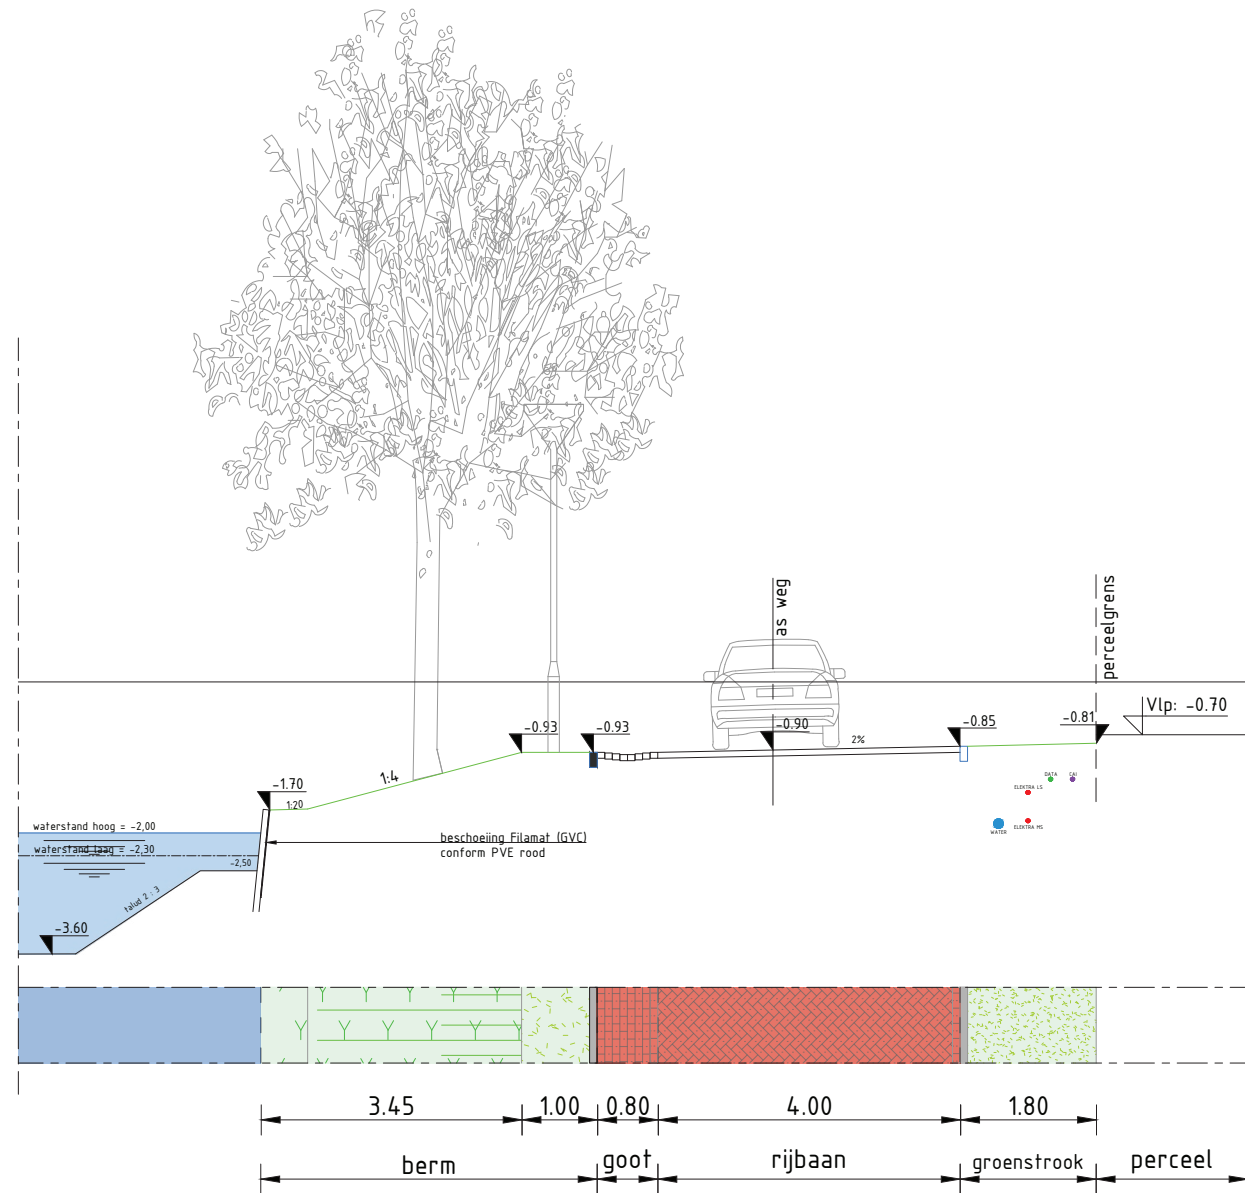 as weg
perceelgrens
Vlp: -0.70
-0.93
-0.93
-0.90
2%
-0.85
-0.81
1:4
-1.70
1:20
DATA
CAI
ELEKTRA LS
WATER
ELEKTRA MS
waterstand hoog = -2,00
waterstand laag = -2,30
-2,50
beschoeiing Filamat (GVC)
conform PVE rood
talud 2 : 3
-3.60
3.45
1.00
0.80
4.00
1.80
berm
goot
rijbaan
groenstrook
perceel